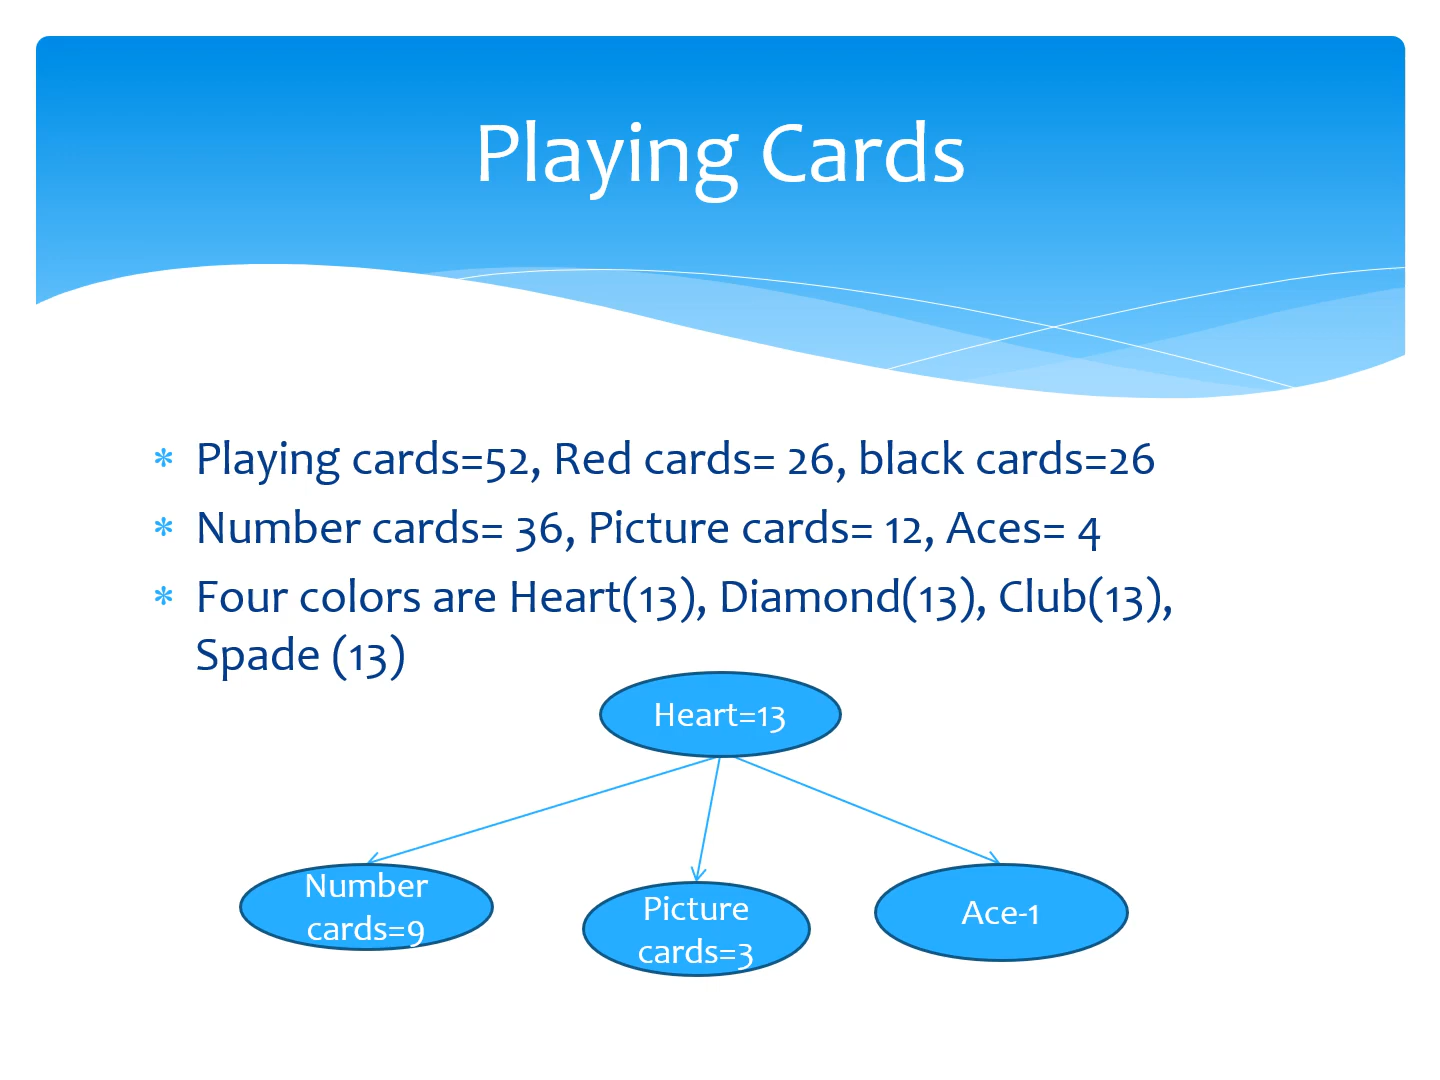 Playing Cards
Playing cards=52, Red cards= 26, black cards=26
Number cards= 36, Picture cards= 12, Aces= 4
Four colors are Heart(13), Diamond(13), Club(13),
Spade (13)
Heart=13
Number
cards=9
Picture
cards=3
Ace-1